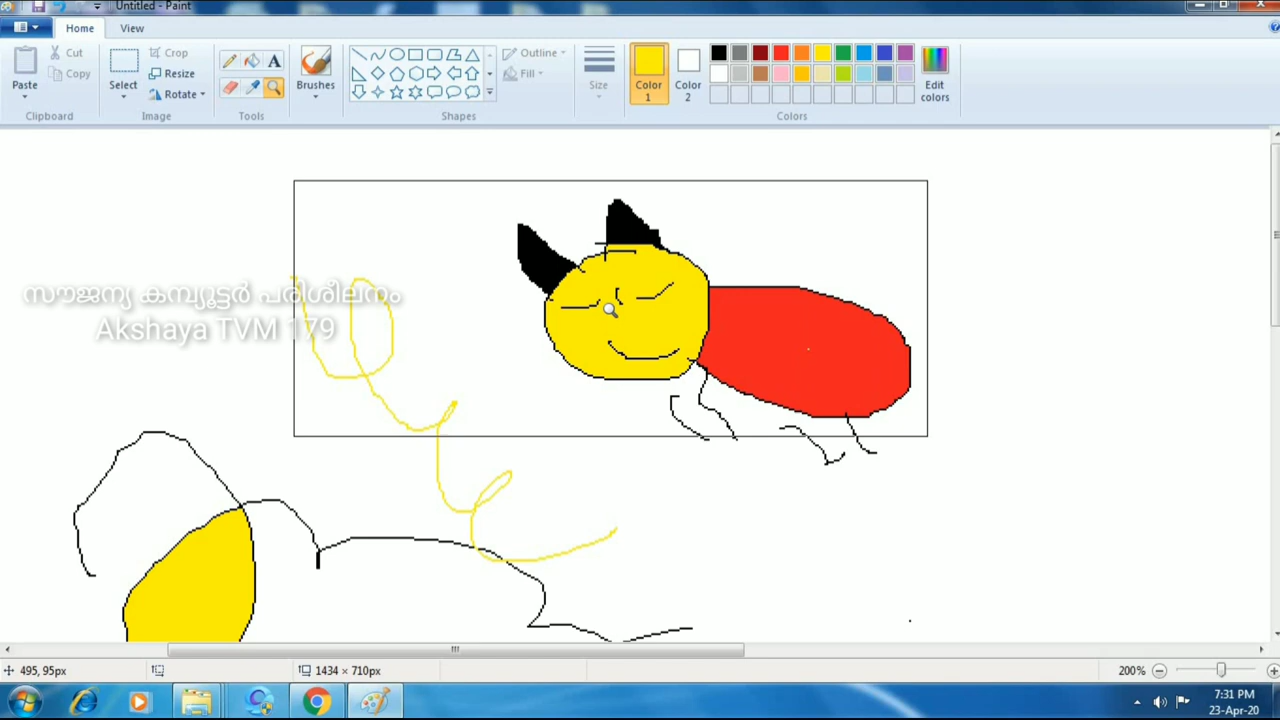 Untitled - Paint
Home
View
Paste
Cut
Copy
Clipboard
Select
Crop
Resize
Rotate
Image
A
Tools
Brushes
Shapes
Outline
Fill
Size
Color 1
Color 2
Edit colors
Colors
സൗജന്യ കമ്പ്യൂട്ടർ പരിശീലനം
Akshaya TVM 179
495, 95px
1434 × 710px
200%
7:31 PM
23-Apr-20